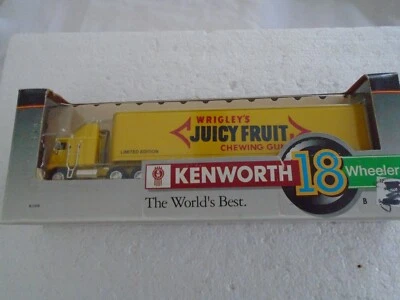 WRIGLEY'S
JUICY FRUIT
CHEWING GUM
LIMITED EDITION
KENWORTH 18 Wheeler
The World's Best. B